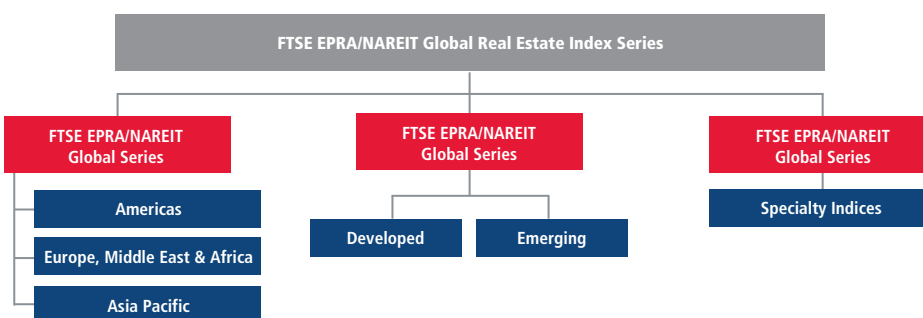 FTSE EPRA/NAREIT Global Real Estate Index Series
FTSE EPRA/NAREIT
Global Series
Americas
Europe, Middle East & Africa
Asia Pacific
FTSE EPRA/NAREIT
Global Series
Developed
Emerging
FTSE EPRA/NAREIT
Global Series
Specialty Indices